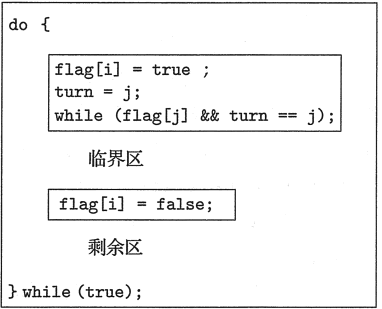 do {
flag[i] = true ;
turn = j;
while (flag[j] && turn == j);
临界区
flag[i] = false;
剩余区
} while (true);